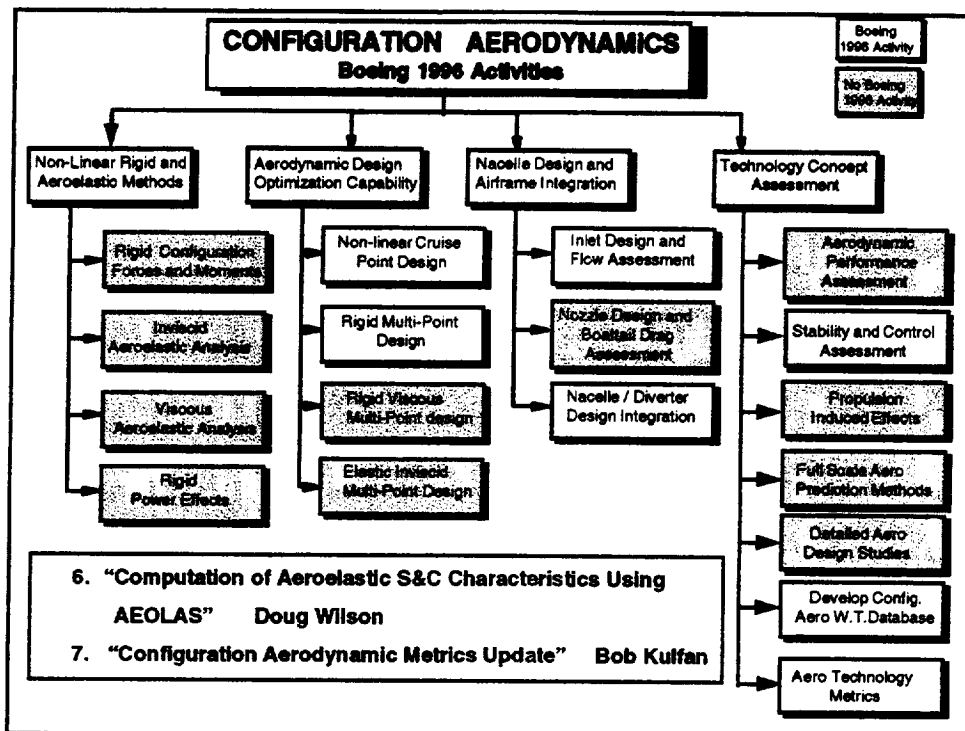 CONFIGURATION AERODYNAMICS
Boeing 1996 Activities
Boeing
1996 Activity
No Boeing
1996 Activity
Non-Linear Rigid and
Aeroelastic Methods
Rigid Configuration
Forces and Moments
Inviscid
Aeroelastic Analysis
Viscous
Aeroelastic Analysis
Rigid
Power Effects
Aerodynamic Design
Optimization Capability
Non-linear Cruise
Point Design
Rigid Multi-Point
Design
Rigid Viscous
Multi-Point design
Elastic Inviscid
Multi-Point Design
Nacelle Design and
Airframe Integration
Inlet Design and
Flow Assessment
Nozzle Design and
Boattail Drag
Assessment
Nacelle / Diverter
Design Integration
Technology Concept
Assessment
Aerodynamic
Performance
Assessment
Stability and Control
Assessment
Propulsion
Induced Effects
Full Scale Aero
Prediction Methods
Detailed Aero
Design Studies
Develop Config.
Aero W.T.Database
Aero Technology
Metrics
6. “Computation of Aeroelastic S&C Characteristics Using
AEOLAS” Doug Wilson
7. “Configuration Aerodynamic Metrics Update” Bob Kulfan